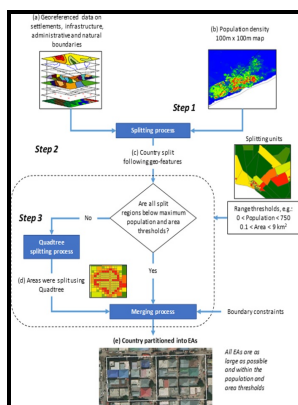 (a) Georeferenced data on
settlements, infrastructure,
administrative and natural
boundaries
(b) Population density
100m x 100m map
Step 1
Splitting process
Step 2
(c) Country split
following geo-features
Splitting units
Are all split
regions below maximum
population and area
thresholds?
No
Yes
Range thresholds, e.g.:
0 < Population < 750
0.1 < Area < 9 km²
Step 3
Quadtree
splitting process
(d) Areas were split using
Quadtree
Merging process
Boundary constraints
(e) Country partitioned into EAs
All EAs are as
large as possible
and within the
population and
area thresholds